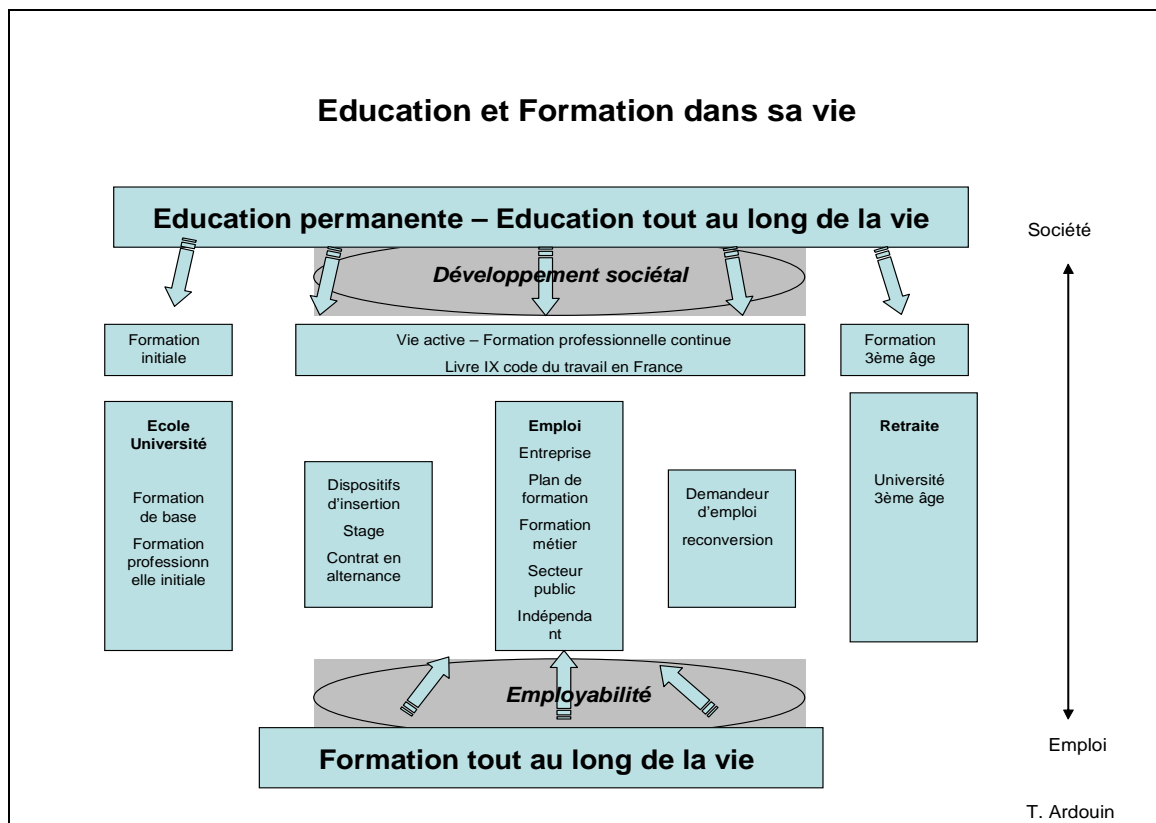 Education et Formation dans sa vie
Education permanente – Education tout au long de la vie
Société
Développement sociétal
Formation
initiale
Vie active – Formation professionnelle continue
Livre IX code du travail en France
Formation
3ème âge
Ecole
Université
Formation
de base
Formation
professionn
elle initiale
Dispositifs
d'insertion
Stage
Contrat en
alternance
Emploi
Entreprise
Plan de
formation
Formation
métier
Secteur
public
Indépenda
nt
Demandeur
d'emploi
reconversion
Retraite
Université
3ème âge
Employabilité
Formation tout au long de la vie
Emploi
T. Ardouin